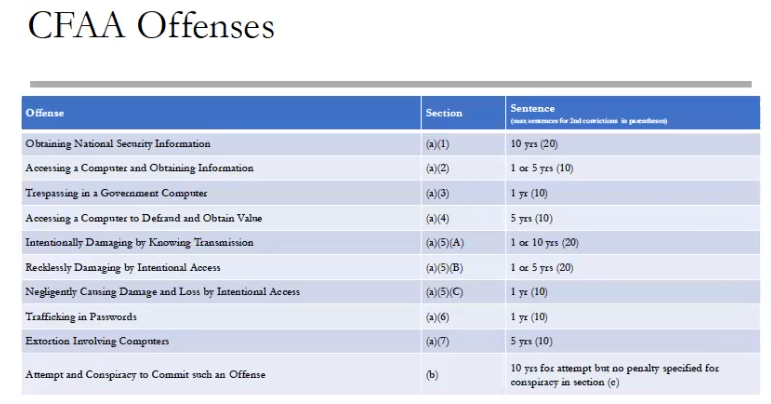 CFAA Offenses
Offense Section Sentence
(max sentences for 2nd convictions in parentheses)
Obtaining National Security Information (a)(1) 10 yrs (20)
Accessing a Computer and Obtaining Information (a)(2) 1 or 5 yrs (10)
Trespassing in a Government Computer (a)(3) 1 yr (10)
Accessing a Computer to Defraud and Obtain Value (a)(4) 5 yrs (10)
Intentionally Damaging by Knowing Transmission (a)(5)(A) 1 or 10 yrs (20)
Recklessly Damaging by Intentional Access (a)(5)(B) 1 or 5 yrs (20)
Negligently Causing Damage and Loss by Intentional Access (a)(5)(C) 1 yr (10)
Trafficking in Passwords (a)(6) 1 yr (10)
Extortion Involving Computers (a)(7) 5 yrs (10)
Attempt and Conspiracy to Commit such an Offense (b) 10 yrs for attempt but no penalty specified for
conspiracy in section (c)